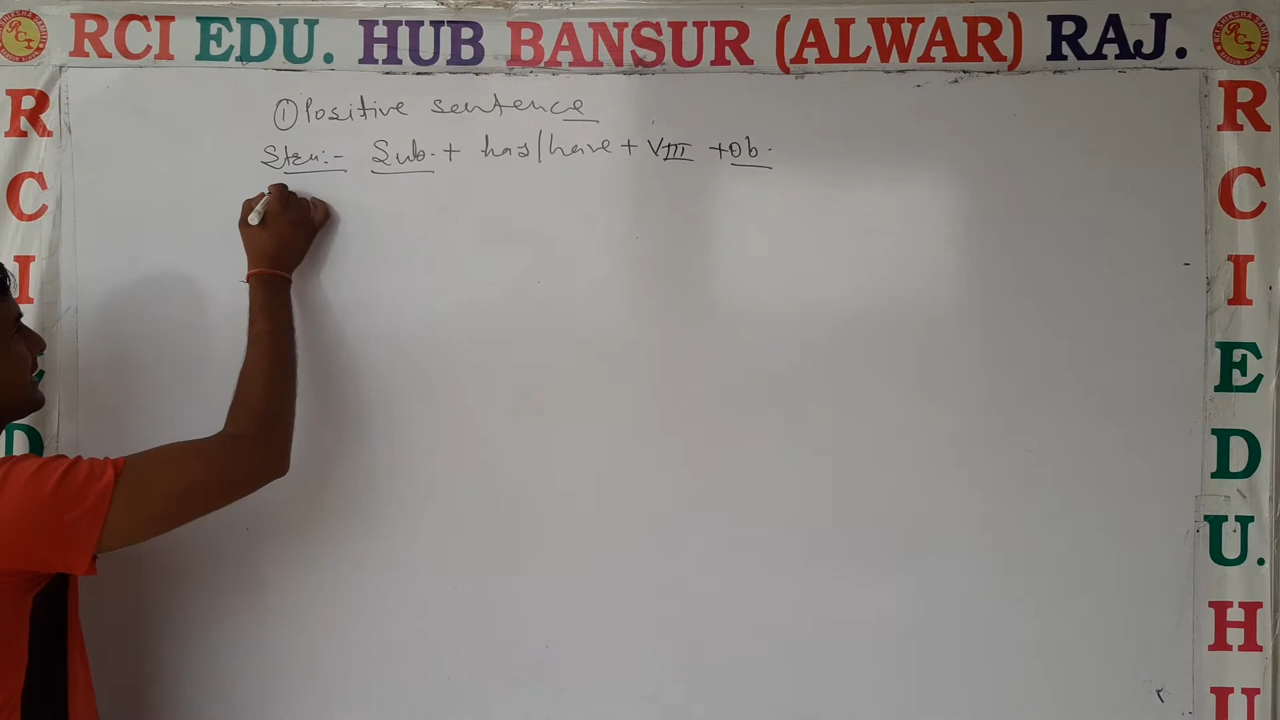 RCI EDU. HUB BANSUR (ALWAR) RAJ.
① Positive sentence
Stru:- Sub. + has/have + VIII + Ob.
R
C
I
D
R
C
I
E
D
U.
H
U